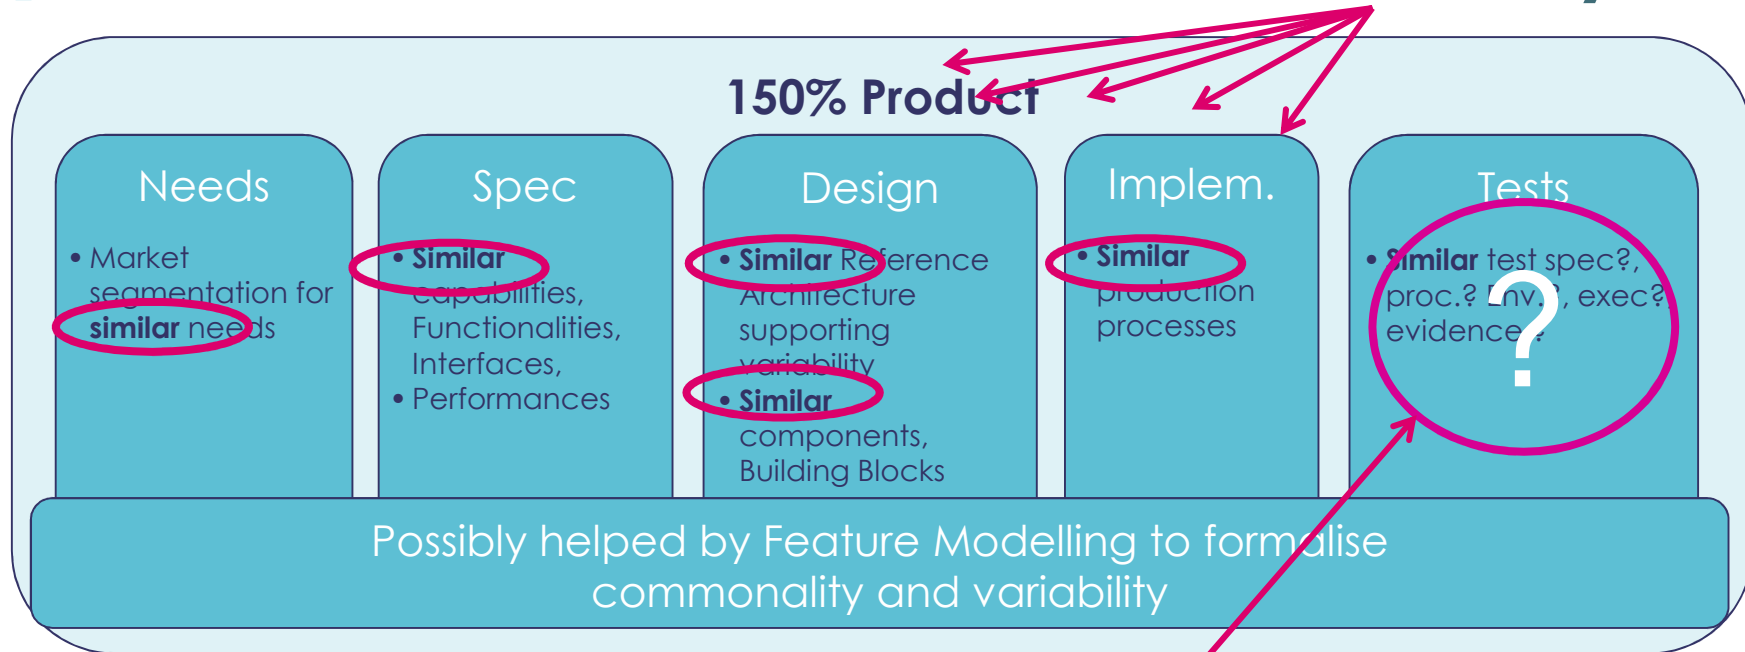 150% Product
Needs
• Market
segmentation for
similar needs
Spec
• Similar
capabilities,
Functionalities,
Interfaces,
• Performances
Design
• Similar Reference
Architecture
supporting
variability
• Similar
components,
Building Blocks
Implem.
• Similar
production
processes
Tests
• Similar test spec?,
proc.? Env.?, exec?,
evidence?
?
Possibly helped by Feature Modelling to formalise
commonality and variability